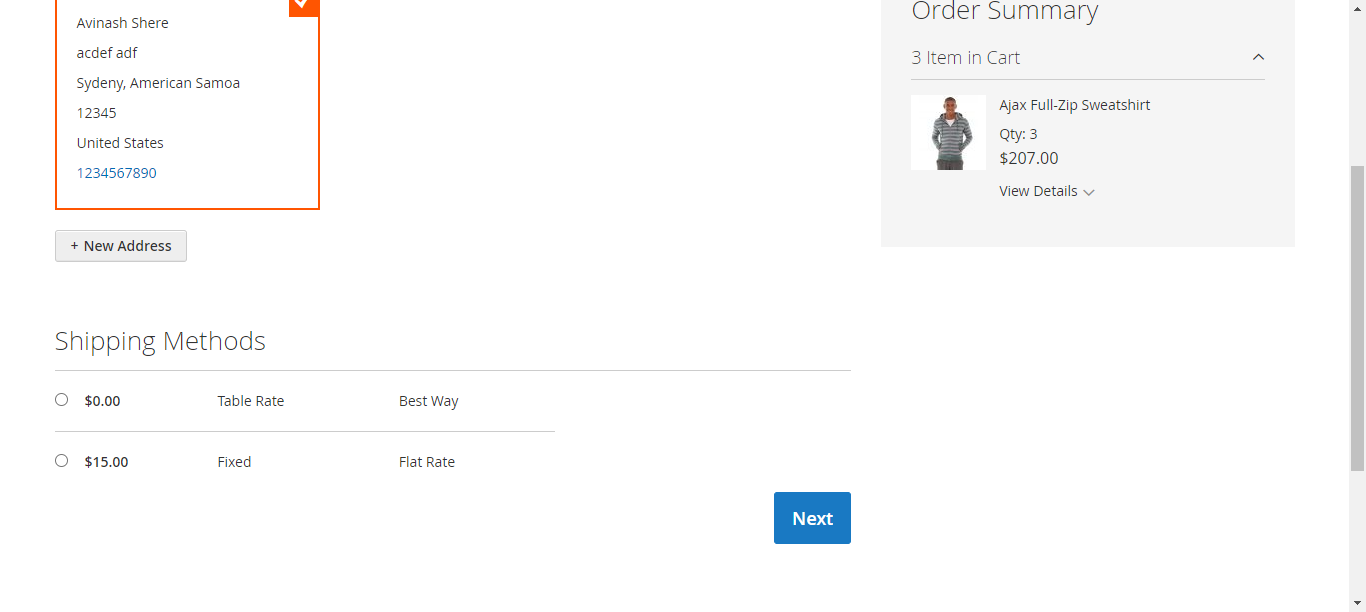 Avinash Shere
acdef adf
Sydeny, American Samoa
12345
United States
1234567890
+ New Address
Shipping Methods
$0.00 Table Rate Best Way
$15.00 Fixed Flat Rate
Next
Order Summary
3 Item in Cart
Ajax Full-Zip Sweatshirt
Qty: 3
$207.00
View Details